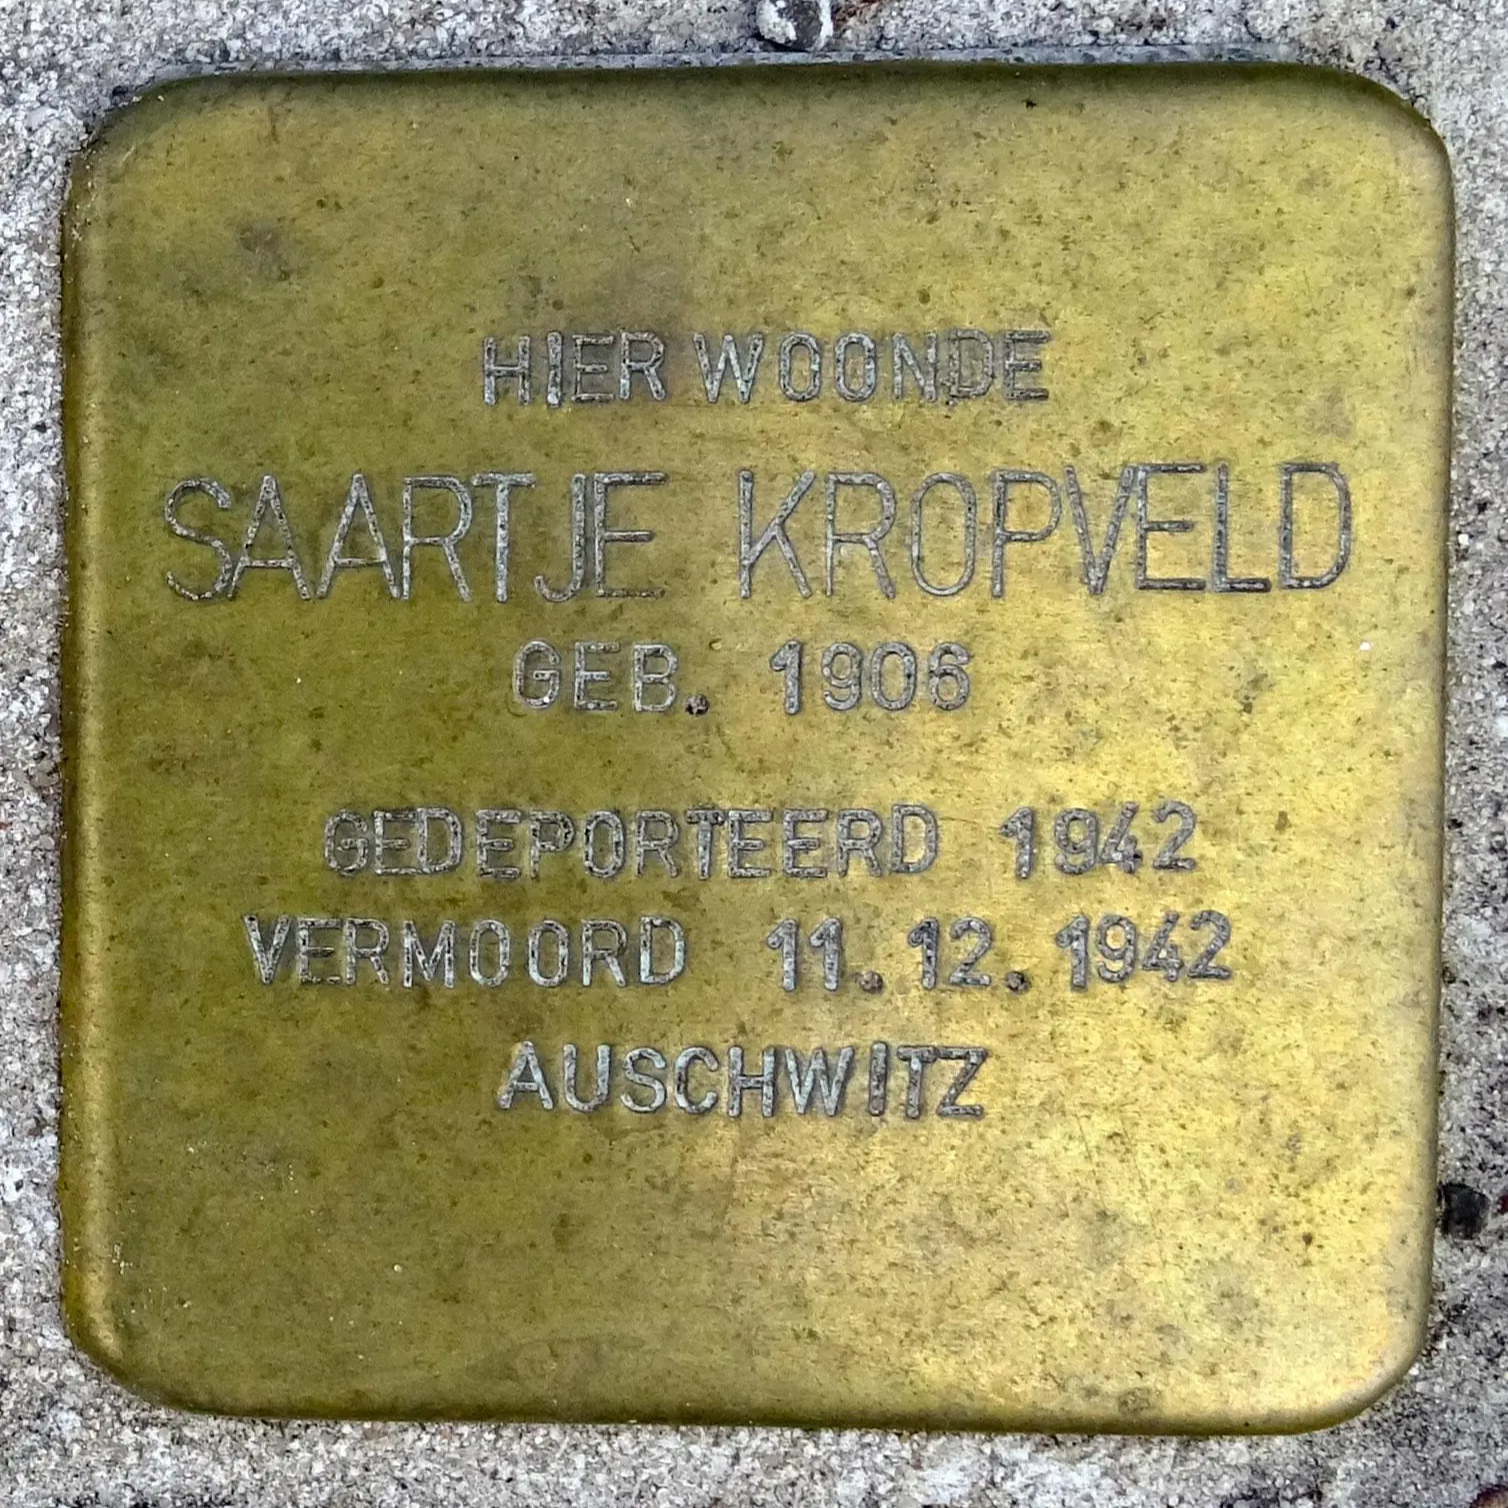 HIER WOONDE
SAARTJE KROPVELD
GEB. 1906
GEDEPORTEERD 1942
VERMOORD 11.12.1942
AUSCHWITZ